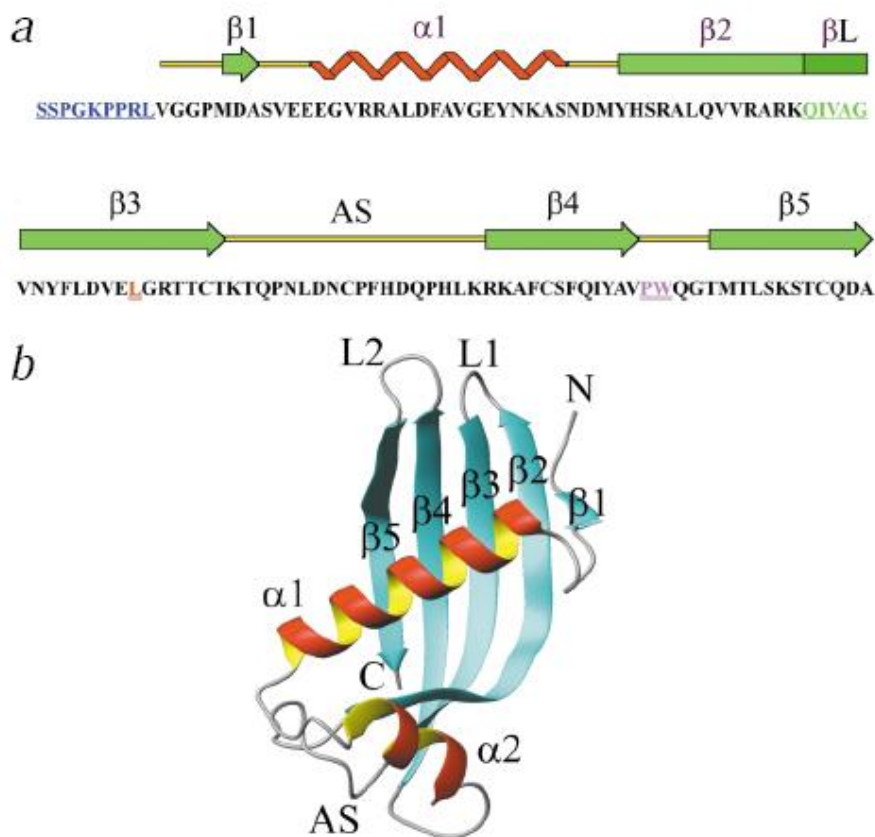 a
β1 α1 β2 βL
SSPGKPPRLVGGPMDASVEEEGVRRALDFAVGEYNKASNDMYHSRALQVVRARKQIVAG
β3 AS β4 β5
VNYFLDVELGRTTCTKTQPNLDNCPFHDQPHLKRKAFCSFQIYAVPWQGTMTLSKSTCQDA
b
L2 L1 N
β5 β4 β3 β2 β1
α1
C
α2
AS